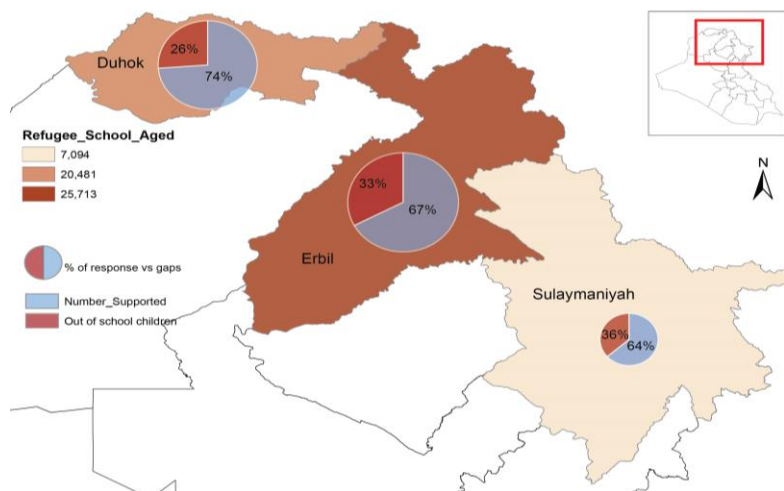 Duhok
26%
74%
Refugee_School_Aged
7,094
20,481
25,713
N
33%
67%
% of response vs gaps
Erbil
Number_Supported
Out of school children
Sulaymaniyah
36%
64%